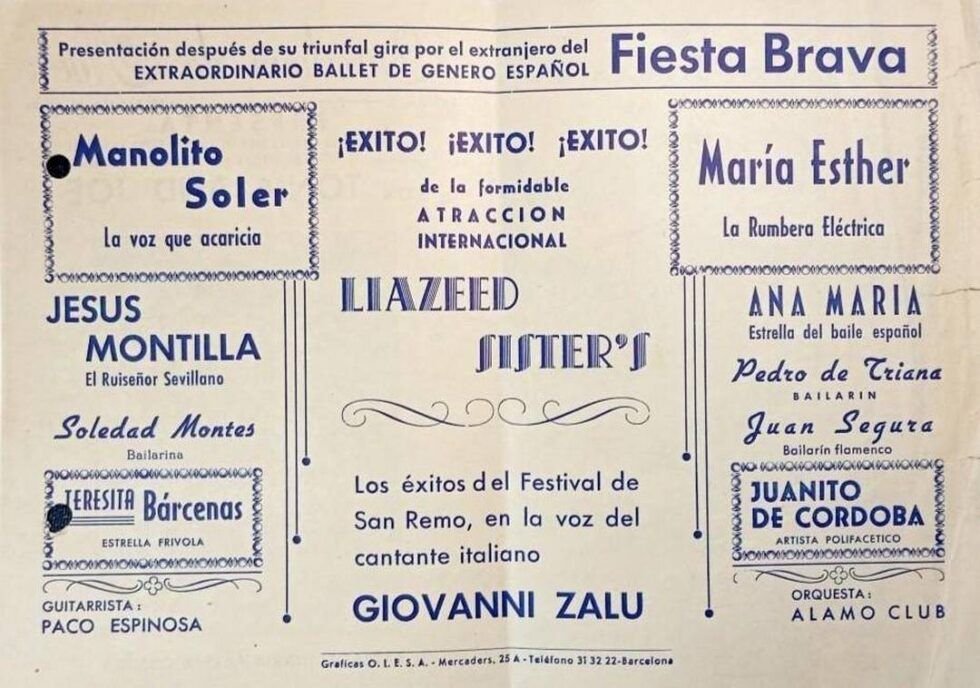 Presentación después de su triunfal gira por el extranjero del
EXTRAORDINARIO BALLET DE GENERO ESPAÑOL
Fiesta Brava
Manolito
Soler
La voz que acaricia
JESUS
MONTILLA
El Ruiseñor Sevillano
Soledad Montes
Bailarina
TERESITA Bárcenas
ESTRELLA FRIVOLA
GUITARRISTA:
PACO ESPINOSA
¡EXITO! ¡EXITO! ¡EXITO!
de la formidable
ATRACCION
INTERNACIONAL
LIAZEED
SISTER'S
Los éxitos del Festival de
San Remo, en la voz del
cantante italiano
GIOVANNI ZALU
María Esther
La Rumbera Eléctrica
ANA MARIA
Estrella del baile español
Pedro de Triana
BAILARIN
Juan Segura
Bailarín flamenco
JUANITO
DE CORDOBA
ARTISTA POLIFACETICO
ORQUESTA:
ALAMO CLUB
Graficas O. L. E. S. A. - Mercaders, 25 A - Teléfono 31 32 22-Barcelona